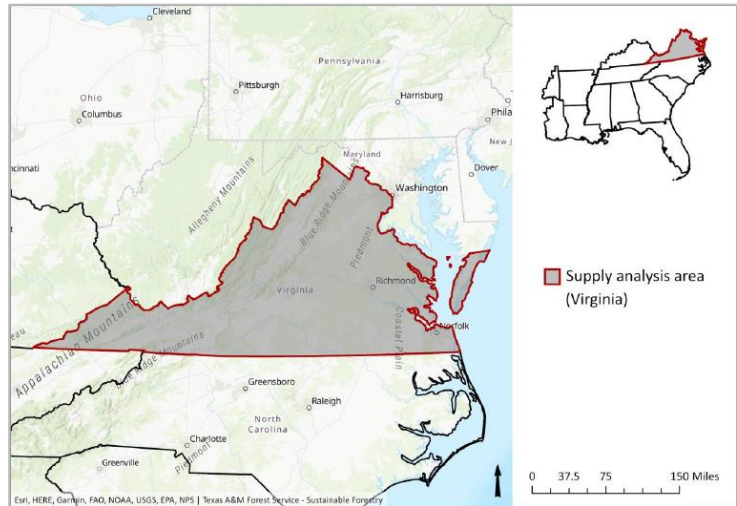 Cleveland
Pennsylvania
Pittsburgh
Ohio
Harrisburg
Columbus
Phila
New J
Maryland
Dover
cinnati
Allegheny Mountains
Washington
Blue Ridge Mountains
Piedmont
Richmond
Virginia
Supply analysis area
(Virginia)
Norfolk
Coastal Plain
eau
Appalachian Mountains
Blue Ridge Mountains
Greensboro
Raleigh
North
Carolina
Charlotte
Piedmont
Greenville
0 37.5 75 150 Miles
Esri, HERE, Garmin, FAO, NOAA, USGS, EPA, NPS | Texas A&M Forest Service - Sustainable Forestry